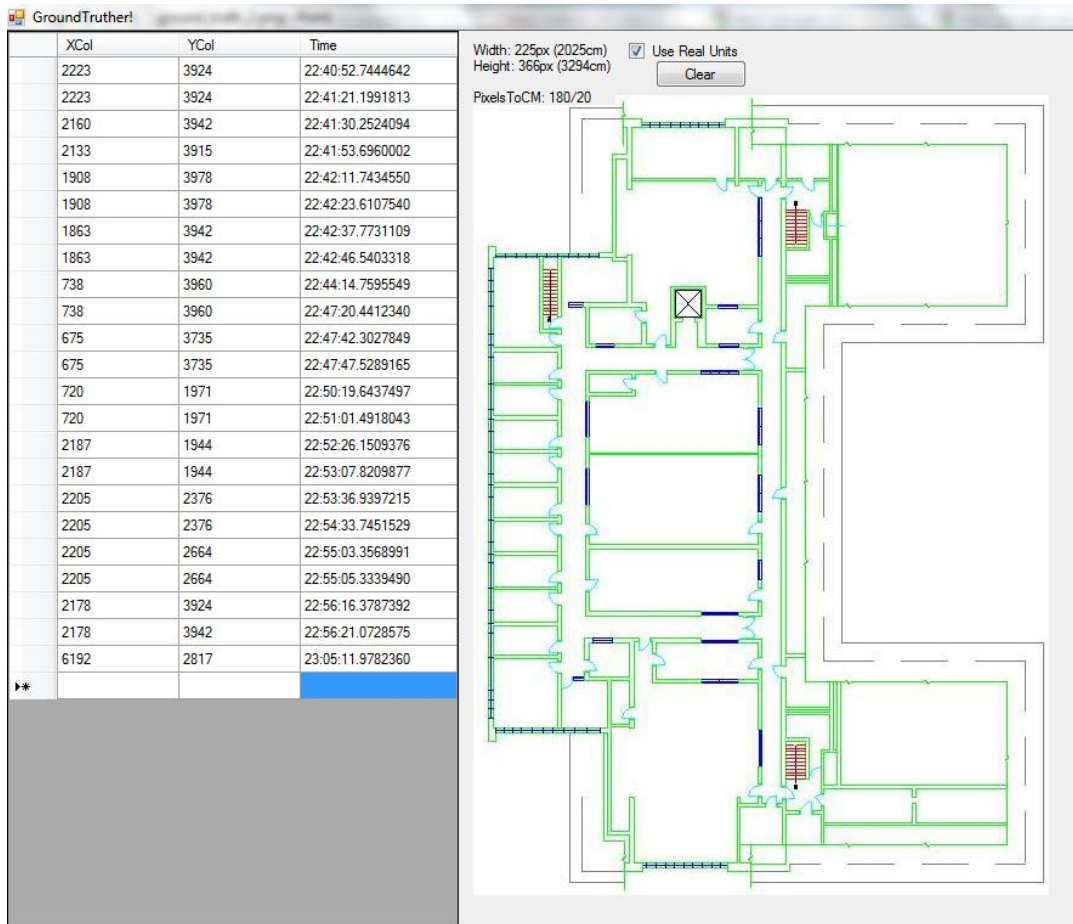 GroundTruther!
XCol YCol Time
2223 3924 22:40:52.7444642
2223 3924 22:41:21.1991813
2160 3942 22:41:30.2524094
2133 3915 22:41:53.6960002
1908 3978 22:42:11.7434550
1908 3978 22:42:23.6107540
1863 3942 22:42:37.7731109
1863 3942 22:42:46.5403318
738 3960 22:44:14.7595549
738 3960 22:47:20.4412340
675 3735 22:47:42.3027849
675 3735 22:47:47.5289165
720 1971 22:50:19.6437497
720 1971 22:51:01.4918043
2187 1944 22:52:26.1509376
2187 1944 22:53:07.8209877
2205 2376 22:53:36.9397215
2205 2376 22:54:33.7451529
2205 2664 22:55:03.3568991
2205 2664 22:55:05.3339490
2178 3924 22:56:16.3787392
2178 3942 22:56:21.0728575
6192 2817 23:05:11.9782360
Width: 225px (2025cm)
Height: 366px (3294cm)
Use Real Units
Clear
PixelsToCM: 180/20